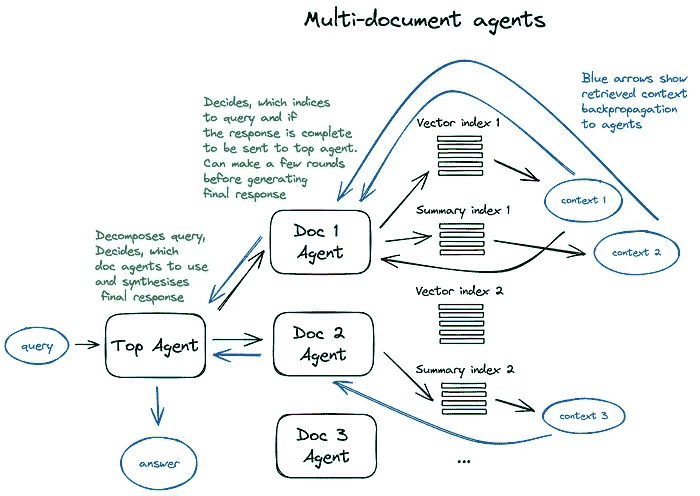 Multi-document agents
Decides, which indices
to query and if
the response is complete
to be sent to top agent.
Can make a few rounds
before generating
final response
Blue arrows show
retrieved context
backpropagation
to agents
Vector index 1
context 1
Summary index 1
context 2
Doc 1
Agent
Decomposes query,
Decides, which
doc agents to use
and synthesises
final response
Vector index 2
query
Top Agent
Doc 2
Agent
Summary index 2
context 3
answer
Doc 3
Agent
...